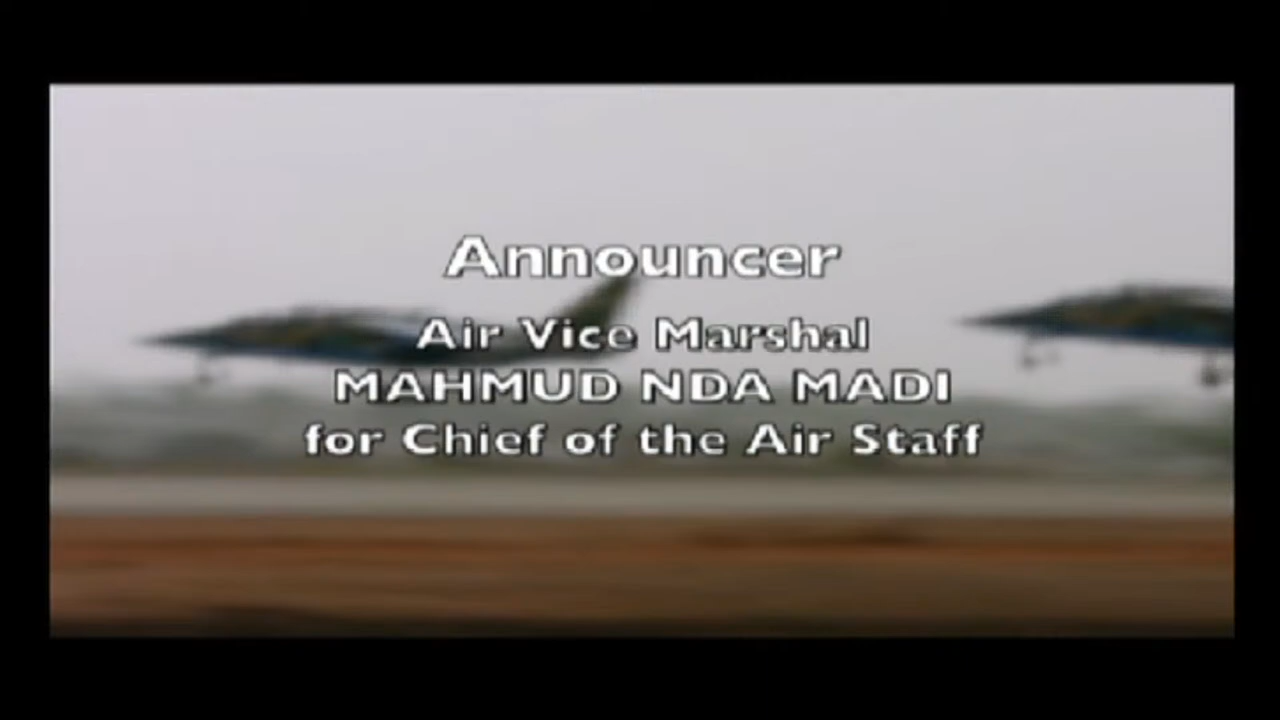 Announcer
Air Vice Marshal
MAHMUD NDA MADI
for Chief of the Air Staff